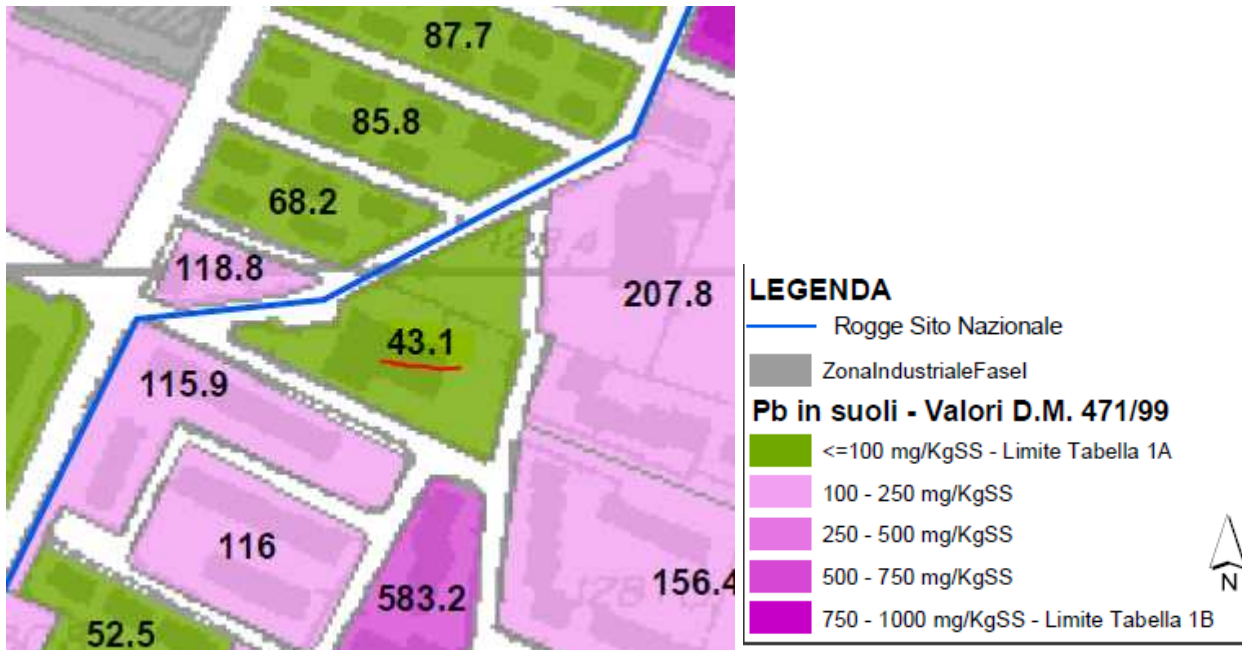 87.7
85.8
68.2
118.8
207.8
43.1
115.9
116
583.2
156.4
52.5
LEGENDA
Rogge Sito Nazionale
ZonaIndustrialeFasel
Pb in suoli - Valori D.M. 471/99
<=100 mg/KgSS - Limite Tabella 1A
100 - 250 mg/KgSS
250 - 500 mg/KgSS
500 - 750 mg/KgSS
750 - 1000 mg/KgSS - Limite Tabella 1B
N